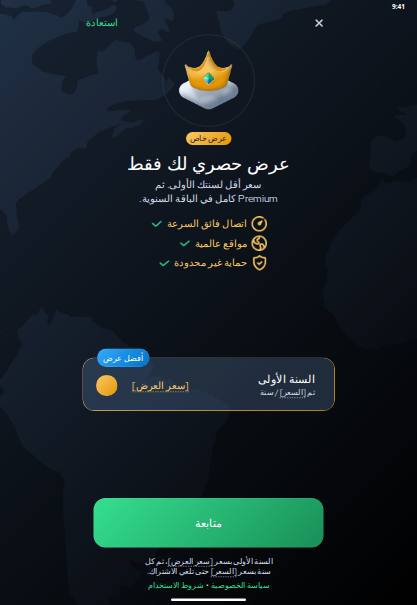 9:41
استعادة
عرض خاص
عرض حصري لك فقط
سعر أقل لسنتك الأولى، ثم
Premium كامل في الباقة السنوية.
اتصال فائق السرعة
مواقع عالمية
حماية غير محدودة
أفضل عرض
السنة الأولى
[سعر العرض]
ثم [السعر] / سنة
متابعة
السنة الأولى بسعر [سعر العرض]، ثم كل
سنة بسعر [السعر] حتى تلغي الاشتراك.
سياسة الخصوصية • شروط الاستخدام